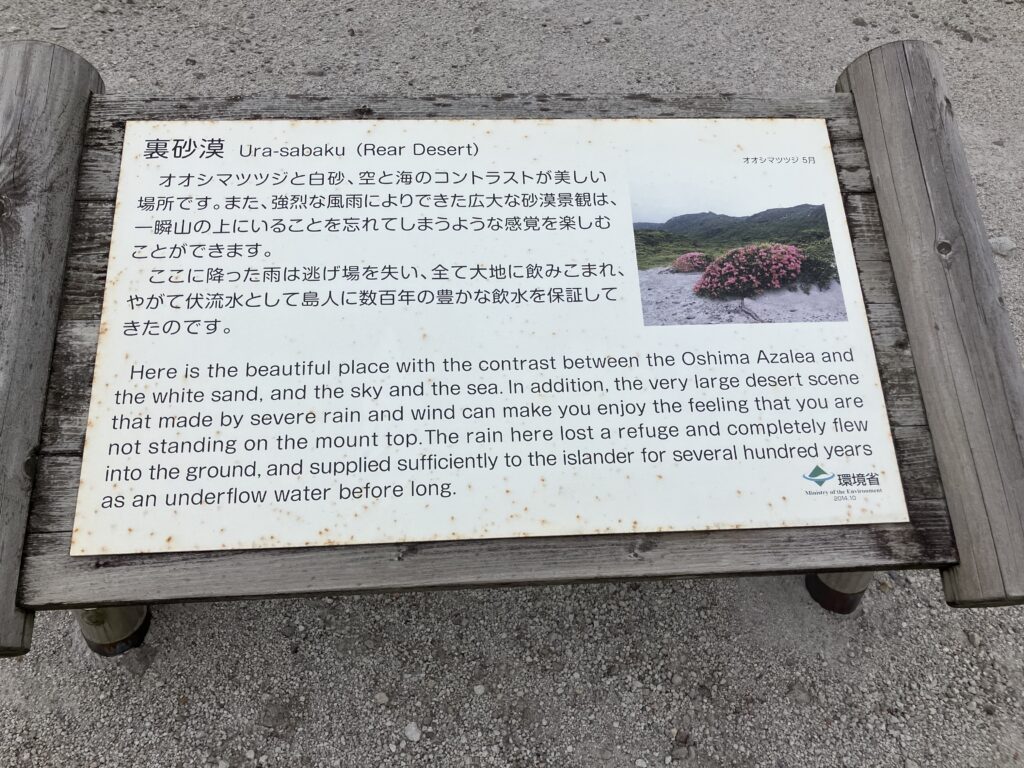 裏砂漠 Ura-sabaku (Rear Desert)
オオシマツツジ 5月
オオシマツツジと白砂、空と海のコントラストが美しい
場所です。また、強烈な風雨によりできた広大な砂漠景観は、
一瞬山の上にいることを忘れてしまうような感覚を楽しむ
ことができます。
ここに降った雨は逃げ場を失い、全て大地に飲みこまれ、
やがて伏流水として島人に数百年の豊かな飲水を保証して
きたのです。
Here is the beautiful place with the contrast between the Oshima Azalea and
the white sand, and the sky and the sea. In addition, the very large desert scene
that made by severe rain and wind can make you enjoy the feeling that you are
not standing on the mount top. The rain here lost a refuge and completely flew
into the ground, and supplied sufficiently to the islander for several hundred years
as an underflow water before long.
環境省
Ministry of the Environment
2014.10